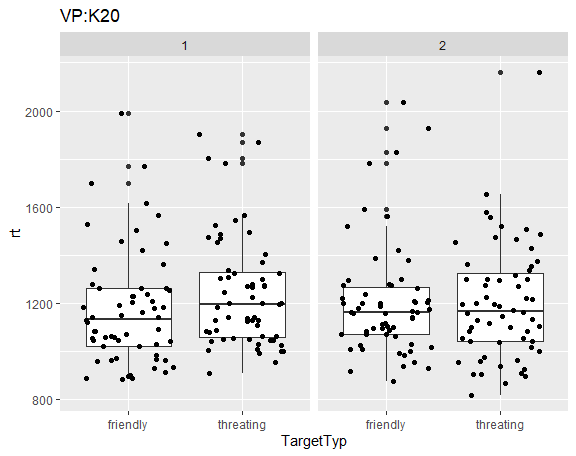 VP:K20
1 2
2000
1600
1200
800
rt
friendly threating friendly threating
TargetTyp